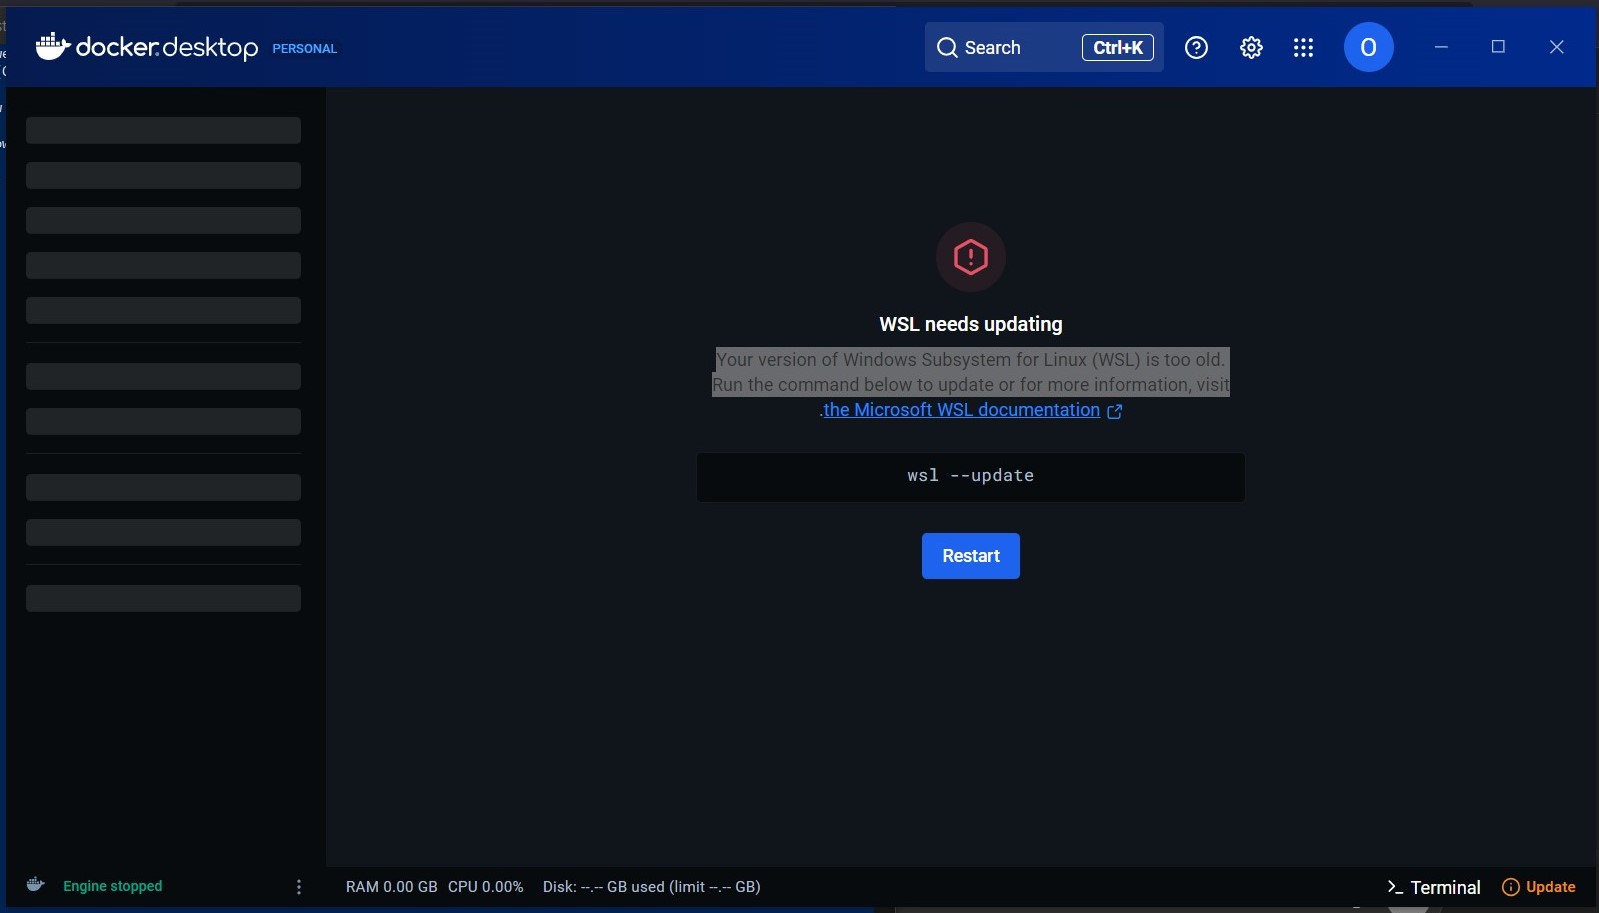 docker.desktop PERSONAL
Search Ctrl+K
O
WSL needs updating
Your version of Windows Subsystem for Linux (WSL) is too old.
Run the command below to update or for more information, visit
.the Microsoft WSL documentation
wsl --update
Restart
Engine stopped
RAM 0.00 GB CPU 0.00% Disk: --.-- GB used (limit --.-- GB)
Terminal
Update